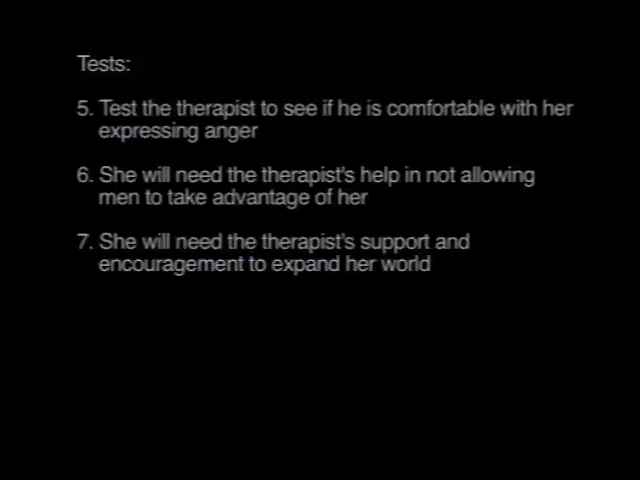 Tests:
5. Test the therapist to see if he is comfortable with her
expressing anger
6. She will need the therapist's help in not allowing
men to take advantage of her
7. She will need the therapist's support and
encouragement to expand her world